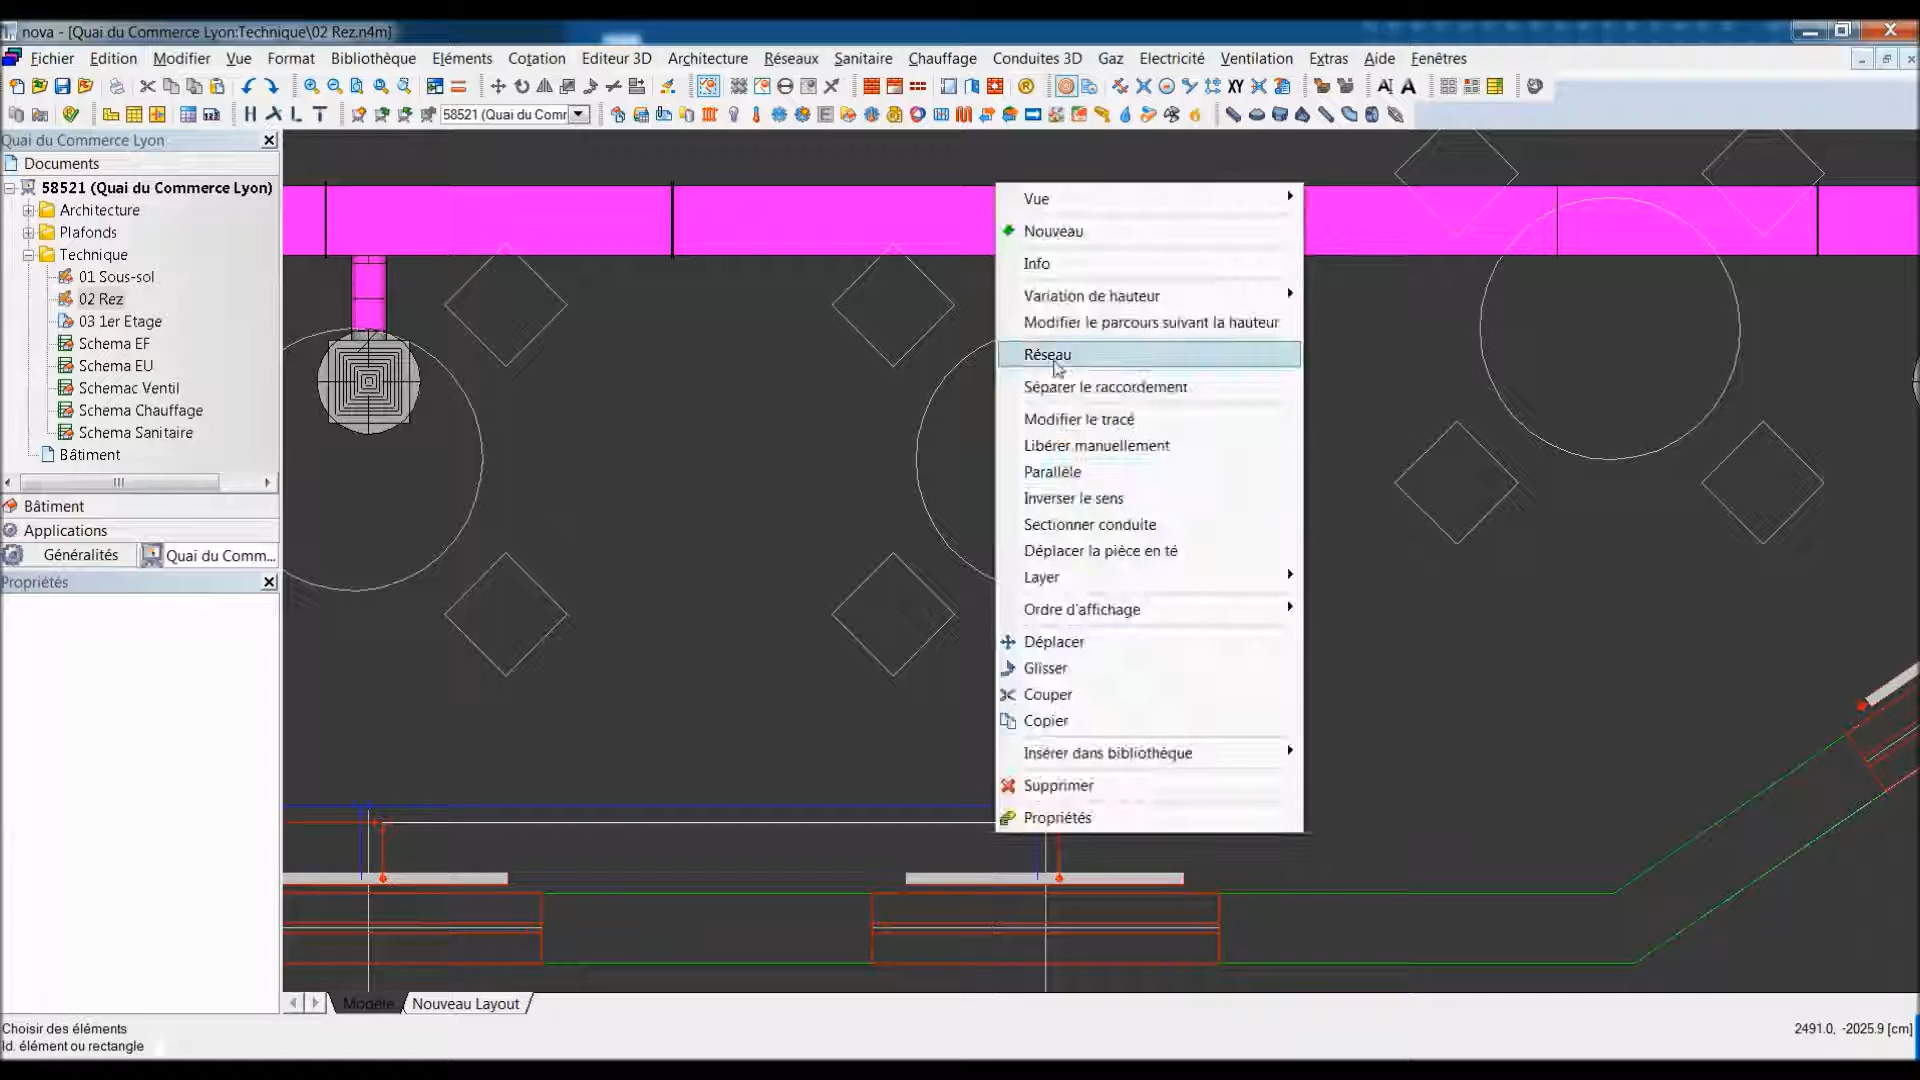 nova - [Quai du Commerce Lyon:Technique\02 Rez.n4m]
Fichier Edition Modifier Vue Format Bibliothèque Eléments Cotation Editeur 3D Architecture Réseaux Sanitaire Chauffage Conduites 3D Gaz Electricité Ventilation Extras Aide Fenêtres
58521 (Quai du Comr
Quai du Commerce Lyon
Documents
58521 (Quai du Commerce Lyon)
Architecture
Plafonds
Technique
01 Sous-sol
02 Rez
03 1er Etage
Schema EF
Schema EU
Schemac Ventil
Schema Chauffage
Schema Sanitaire
Bâtiment
Bâtiment
Applications
Généralités Quai du Comm...
Propriétés
Vue
Nouveau
Info
Variation de hauteur
Modifier le parcours suivant la hauteur
Réseau
Séparer le raccordement
Modifier le tracé
Libérer manuellement
Parallèle
Inverser le sens
Sectionner conduite
Déplacer la pièce en té
Layer
Ordre d'affichage
Déplacer
Glisser
Couper
Copier
Insérer dans bibliothèque
Supprimer
Propriétés
Modèle Nouveau Layout
Choisir des éléments
Id. élément ou rectangle
2491.0, -2025.9 [cm]